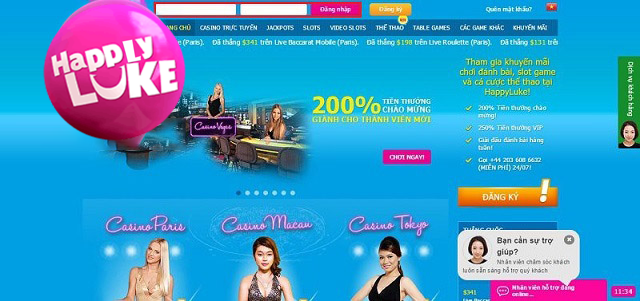 Happly
LUKE
Đăng nhập
Đăng ký
Quên mật khẩu?
TRANG CHỦ
CASINO TRỰC TUYẾN
JACKPOTS
SLOTS
VIDEO SLOTS
THỂ THAO
TABLE GAMES
CÁC GAME KHÁC
KHUYẾN MÃI
(Paris). Đã thắng $341 trên Live Baccarat Mobile (Paris). Đã thắng $198 trên Live Roulette (Paris). Đã thắng $131 trên
Casino Vegas
200% TIỀN THƯỞNG
CHÀO MỪNG
GIÀNH CHO THÀNH VIÊN MỚI
CHƠI NGAY!
Tham gia khuyến mãi
chơi đánh bài, slot game
và cá cược thể thao tại
HappyLuke!
200% Tiền thưởng chào
mừng!
250% Tiền thưởng VIP
Giải đấu đánh bài hàng
tuần!
Gọi +44 203 608 6632
(MIỄN PHÍ) 24/07!
ĐĂNG KÝ
Dịch vụ khách hàng
Casino Paris
Casino Macau
Casino Tokyo
THẮNG CUỘC
Bạn cần sự trợ
giúp?
Nhân viên chăm sóc khách
luôn sẵn sàng hỗ trợ quý khách
Nhân viên hỗ trợ đang
online...
$341
11:34